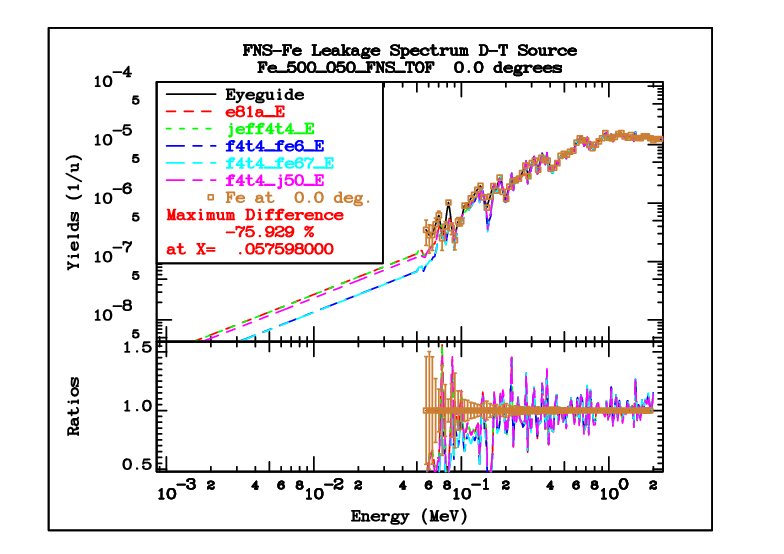 FNS-Fe Leakage Spectrum D-T Source
Fe_500_050_FNS_TOF 0.0 degrees
10-4
5
10-5
5
10-6
5
10-7
5
10-8
5
Yields (1/u)
Eyeguide
e81a_E
jeff4t4_E
f4t4_fe6_E
f4t4_fe67_E
f4t4_j50_E
Fe at 0.0 deg.
Maximum Difference
-75.929 %
at X= .057598000
1.5
1.0
0.5
Ratios
10-3 2 4 6 8 10-2 2 4 6 8 10-1 2 4 6 8 100 2
Energy (MeV)